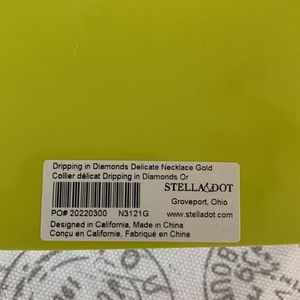 Dripping in Diamonds Delicate Necklace Gold
Collier délicat Dripping in Diamonds Or
STELLA&DOT
Groveport, Ohio
PO# 20220300 N3121G www.stelladot.com
Designed in California, Made in China
Conçu en Californie, Fabriqué en Chine